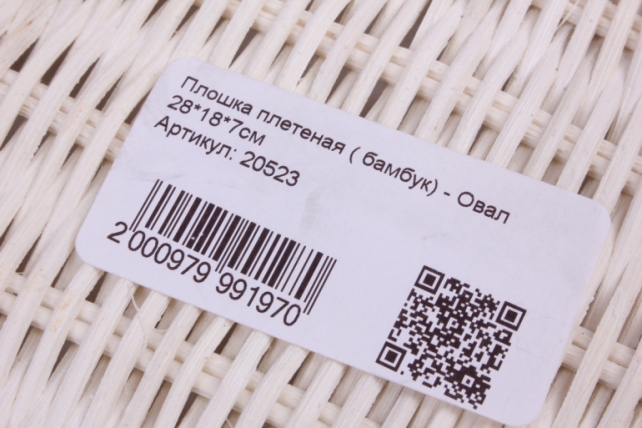 Плошка плетеная ( бамбук) - Овал
28*18*7см
Артикул: 20523
2 000979 991970